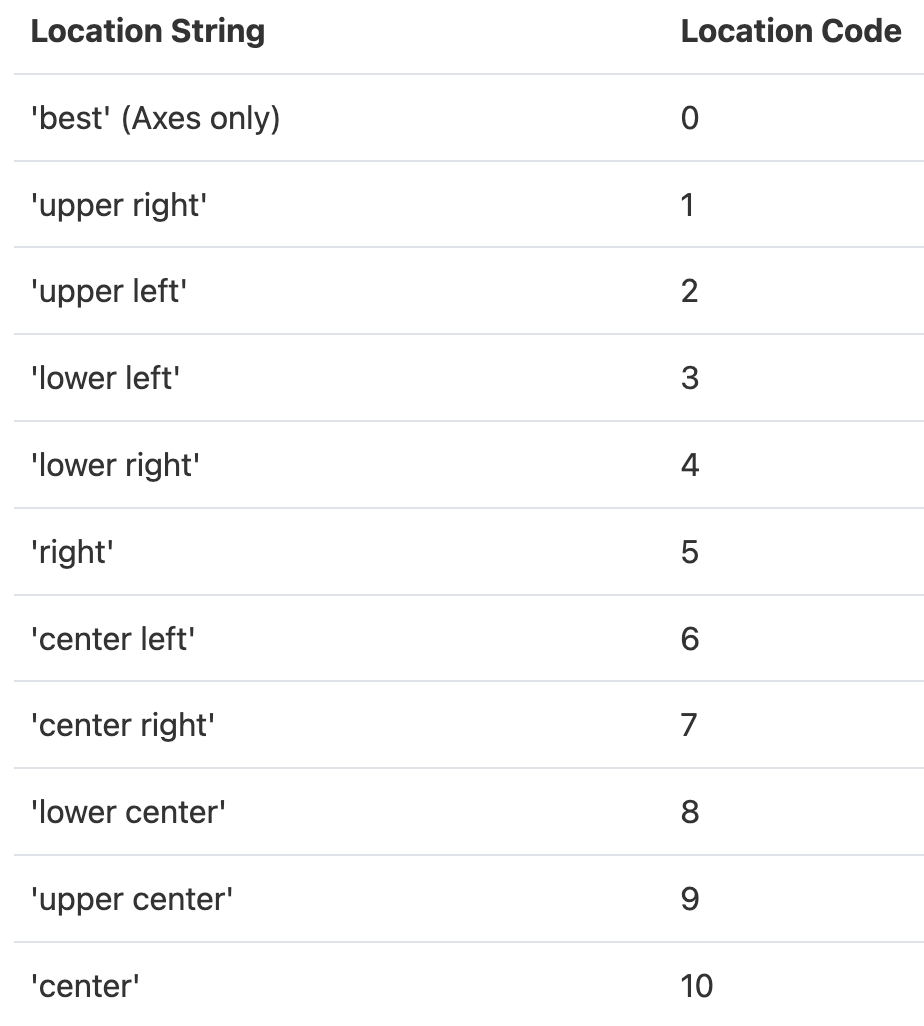 Location String Location Code
'best' (Axes only) 0
'upper right' 1
'upper left' 2
'lower left' 3
'lower right' 4
'right' 5
'center left' 6
'center right' 7
'lower center' 8
'upper center' 9
'center' 10